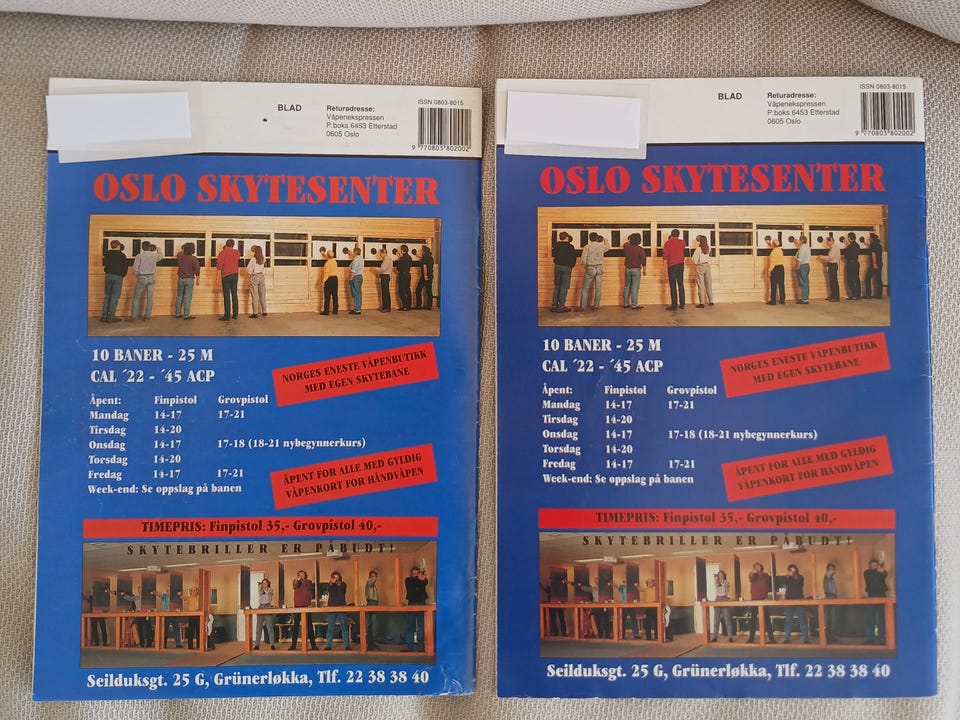 BLAD
Returadresse:
Våpenekspressen
P.boks 6453 Etterstad
0605 Oslo
ISSN 0803-8015
9 770803 802002
OSLO SKYTESENTER
10 BANER - 25 M
CAL ´22 - ´45 ACP
NORGES ENESTE VÅPENBUTIKK
MED EGEN SKYTEBANE
Åpent: Finpistol Grovpistol
Mandag 14-17 17-21
Tirsdag 14-20
Onsdag 14-17 17-18 (18-21 nybegynnerkurs)
Torsdag 14-20
Fredag 14-17 17-21
Week-end: Se oppslag på banen
ÅPENT FOR ALLE MED GYLDIG
VÅPENKORT FOR HÅNDVÅPEN
TIMEPRIS: Finpistol 35,- Grovpistol 40,-
SKYTEBRILLER ER PÅBUDT!
Seilduksgt. 25 G, Grünerløkka, Tlf. 22 38 38 40
BLAD
Returadresse:
Våpenekspressen
P.boks 6453 Etterstad
0605 Oslo
ISSN 0803-8015
9 770803 802002
OSLO SKYTESENTER
10 BANER - 25 M
CAL ´22 - ´45 ACP
NORGES ENESTE VÅPENBUTIKK
MED EGEN SKYTEBANE
Åpent: Finpistol Grovpistol
Mandag 14-17 17-21
Tirsdag 14-20
Onsdag 14-17 17-18 (18-21 nybegynnerkurs)
Torsdag 14-20
Fredag 14-17 17-21
Week-end: Se oppslag på banen
ÅPENT FOR ALLE MED GYLDIG
VÅPENKORT FOR HÅNDVÅPEN
TIMEPRIS: Finpistol 35,- Grovpistol 40,-
SKYTEBRILLER ER PÅBUDT!
Seilduksgt. 25 G, Grünerløkka, Tlf. 22 38 38 40